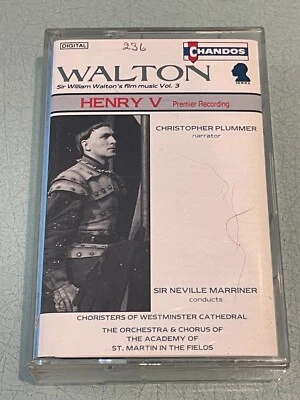 DIGITAL
236
CHANDOS
WALTON
SERIES
Sir William Walton's film music Vol. 3
HENRY V Premier Recording
CHRISTOPHER PLUMMER
narrator
SIR NEVILLE MARRINER
conducts
CHORISTERS OF WESTMINSTER CATHEDRAL
THE ORCHESTRA & CHORUS OF
THE ACADEMY OF
ST. MARTIN IN THE FIELDS